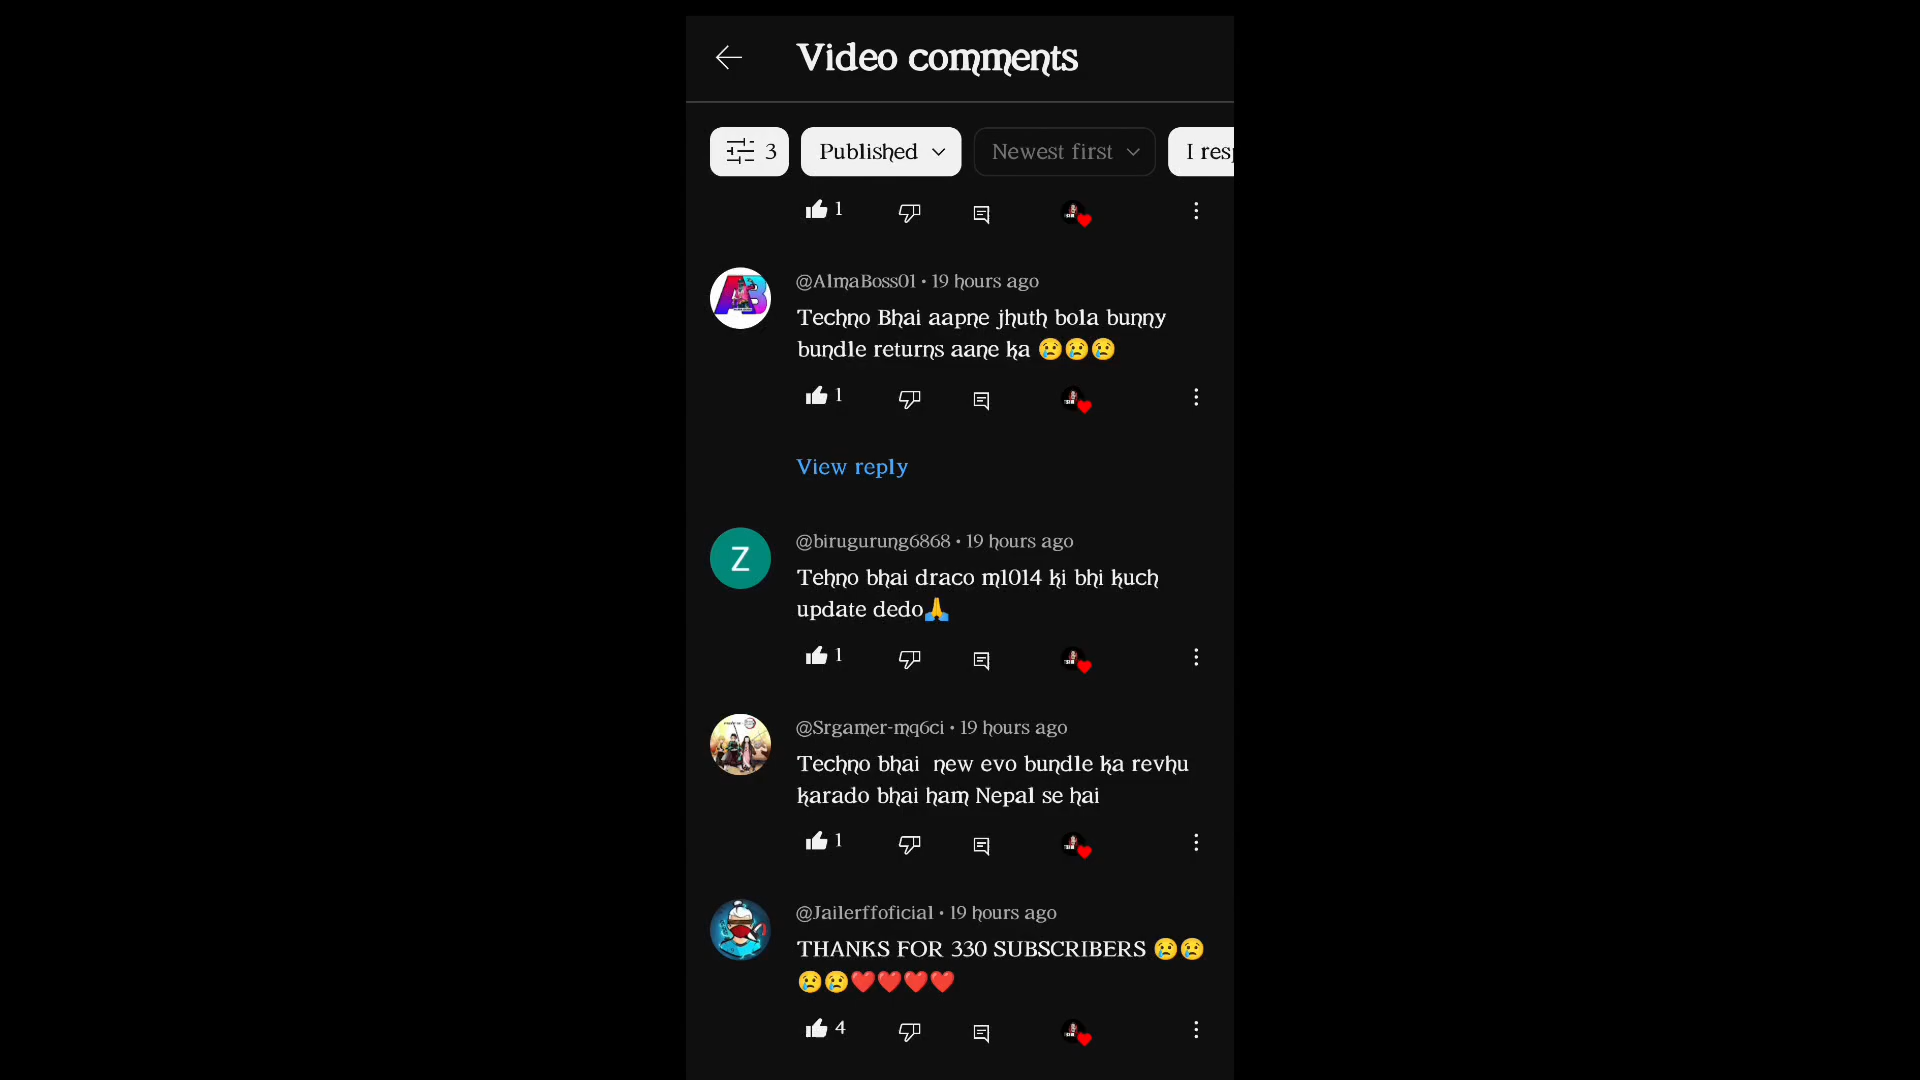 Video comments
3
Published
Newest first
I res
1
@AlmaBoss01 • 19 hours ago
Techno Bhai aapne jhuth bola bunny
bundle returns aane ka 😢😢😢
1
View reply
Z
@birugurung6868 • 19 hours ago
Tehno bhai draco m1014 ki bhi kuch
update dedo🙏
1
@Srgamer-mq6ci • 19 hours ago
Techno bhai  new evo bundle ka revhu
karado bhai ham Nepal se hai
1
@Jailerffoficial • 19 hours ago
THANKS FOR 330 SUBSCRIBERS 😢😢
😢😢❤️❤️❤️❤️
4